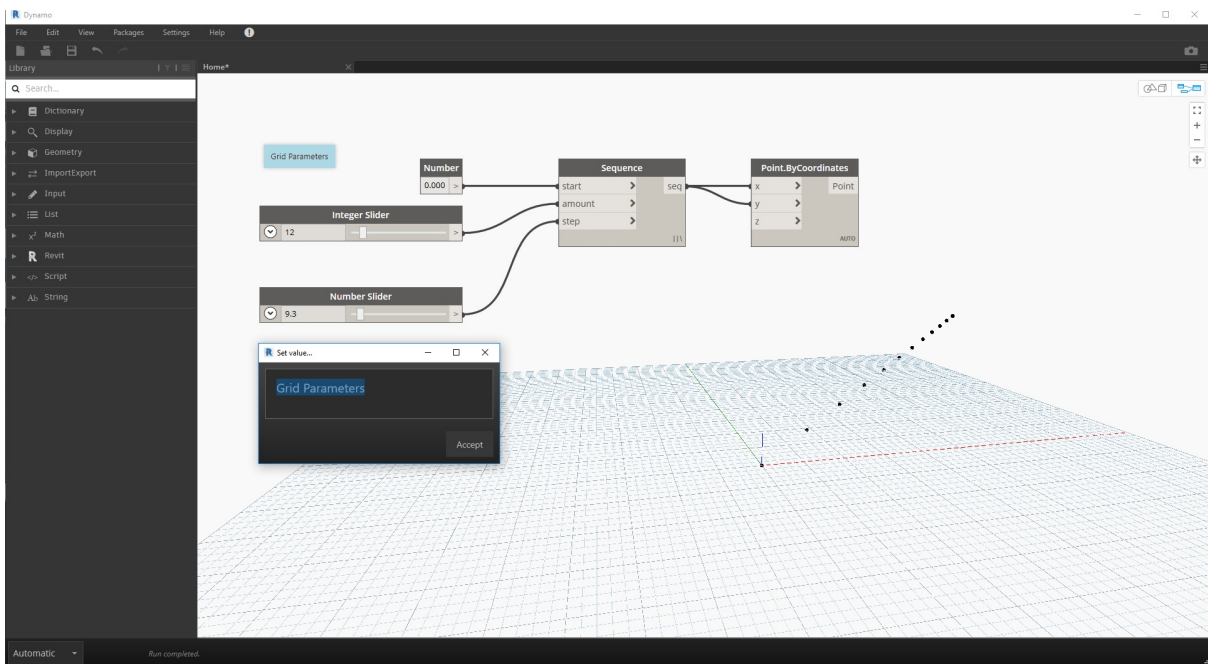 Dynamo
File Edit View Packages Settings Help
Library
Home*
Search...
Dictionary
Display
Geometry
ImportExport
Input
List
Math
Revit
Script
String
Grid Parameters
Number
0.000 >
Integer Slider
12 >
Number Slider
9.3 >
Sequence
start > seq
amount >
step >
Point.ByCoordinates
x > Point
y >
z >
AUTO
Set value...
Grid Parameters
Accept
Automatic
Run completed.